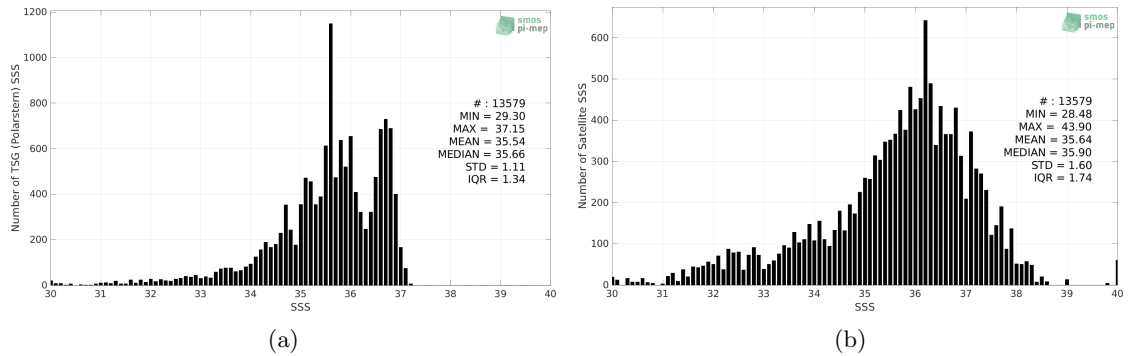 1200
1000
800
600
400
200
0
30 31 32 33 34 35 36 37 38 39 40
SSS
Number of TSG (Polarstern) SSS
smos
pi-mep
# : 13579
MIN = 29.30
MAX = 37.15
MEAN = 35.54
MEDIAN = 35.66
STD = 1.11
IQR = 1.34
(a)
600
500
400
300
200
100
0
30 31 32 33 34 35 36 37 38 39 40
SSS
Number of Satellite SSS
smos
pi-mep
# : 13579
MIN = 28.48
MAX = 43.90
MEAN = 35.64
MEDIAN = 35.90
STD = 1.60
IQR = 1.74
(b)